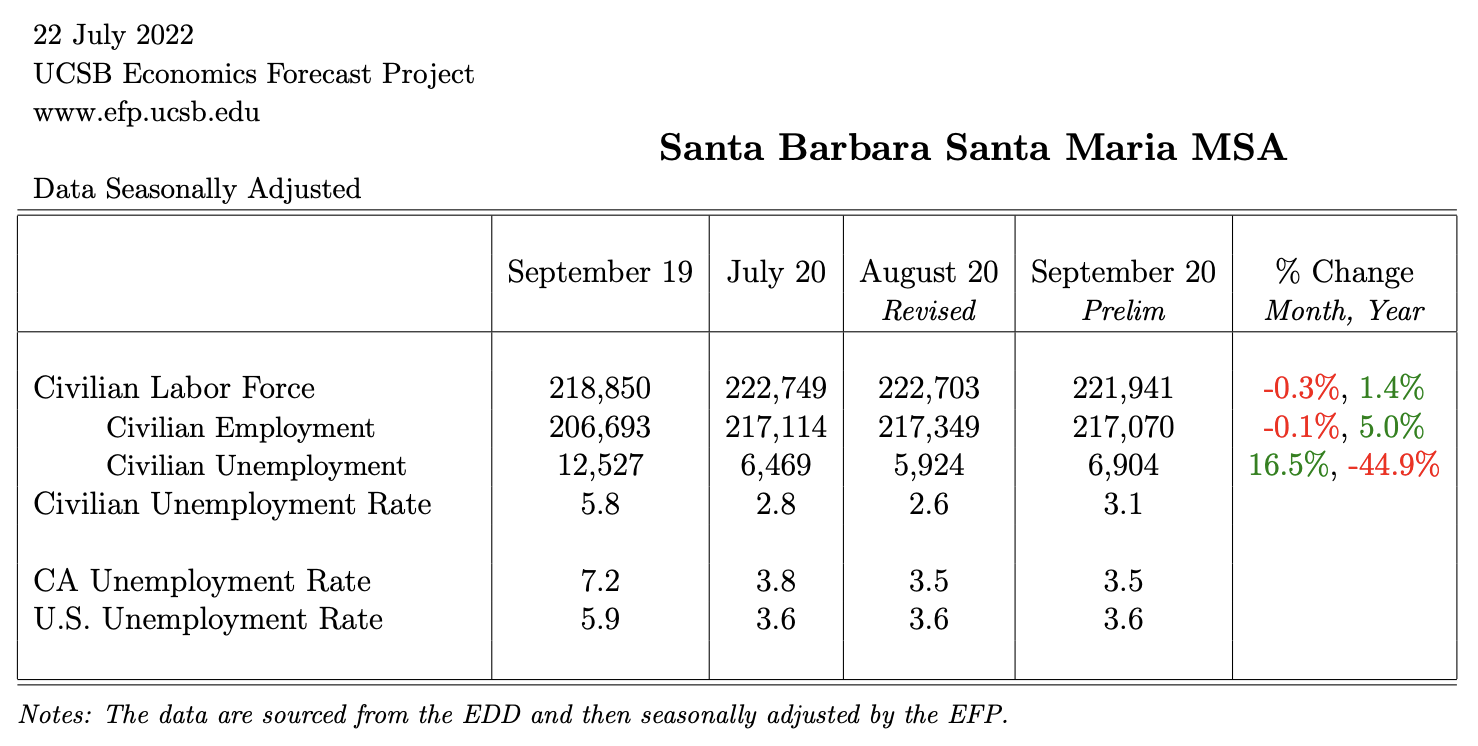 22 July 2022
UCSB Economics Forecast Project
www.efp.ucsb.edu
Santa Barbara Santa Maria MSA
Data Seasonally Adjusted
September 19 July 20 August 20 September 20 % Change
Revised Prelim Month, Year
Civilian Labor Force 218,850 222,749 222,703 221,941 -0.3%, 1.4%
Civilian Employment 206,693 217,114 217,349 217,070 -0.1%, 5.0%
Civilian Unemployment 12,527 6,469 5,924 6,904 16.5%, -44.9%
Civilian Unemployment Rate 5.8 2.8 2.6 3.1
CA Unemployment Rate 7.2 3.8 3.5 3.5
U.S. Unemployment Rate 5.9 3.6 3.6 3.6
Notes: The data are sourced from the EDD and then seasonally adjusted by the EFP.